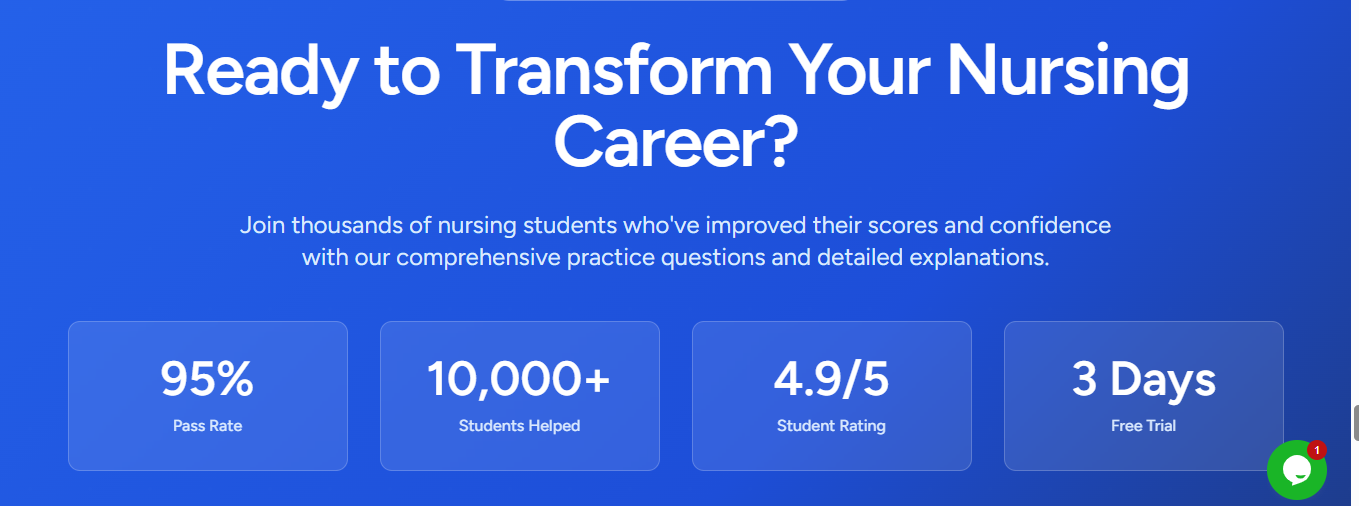 Ready to Transform Your Nursing
Career?
Join thousands of nursing students who've improved their scores and confidence
with our comprehensive practice questions and detailed explanations.
95%
Pass Rate
10,000+
Students Helped
4.9/5
Student Rating
3 Days
Free Trial
1